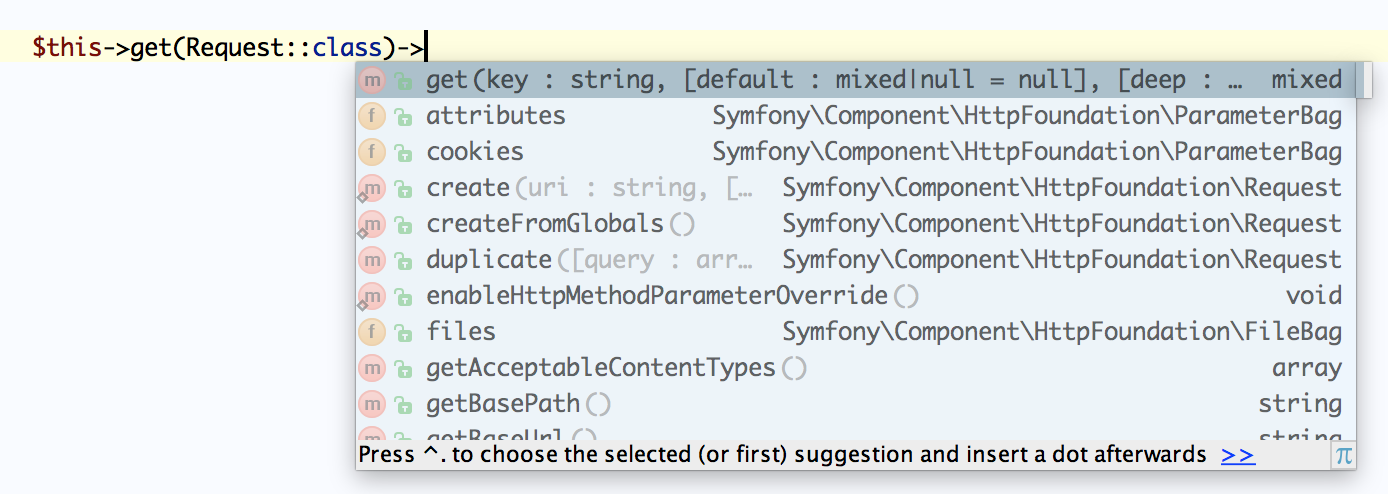 $this->get(Request::class)->
m get(key : string, [default : mixed|null = null], [deep : … mixed
f attributes Symfony\Component\HttpFoundation\ParameterBag
f cookies Symfony\Component\HttpFoundation\ParameterBag
m create(uri : string, [… Symfony\Component\HttpFoundation\Request
m createFromGlobals() Symfony\Component\HttpFoundation\Request
m duplicate([query : arr… Symfony\Component\HttpFoundation\Request
m enableHttpMethodParameterOverride() void
f files Symfony\Component\HttpFoundation\FileBag
m getAcceptableContentTypes() array
m getBasePath() string
m getBaseUrl() string
Press ^. to choose the selected (or first) suggestion and insert a dot afterwards >> π